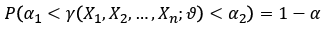 P(α₁ < γ(X₁, X₂, …, Xₙ; ϑ) < α₂) = 1 − α